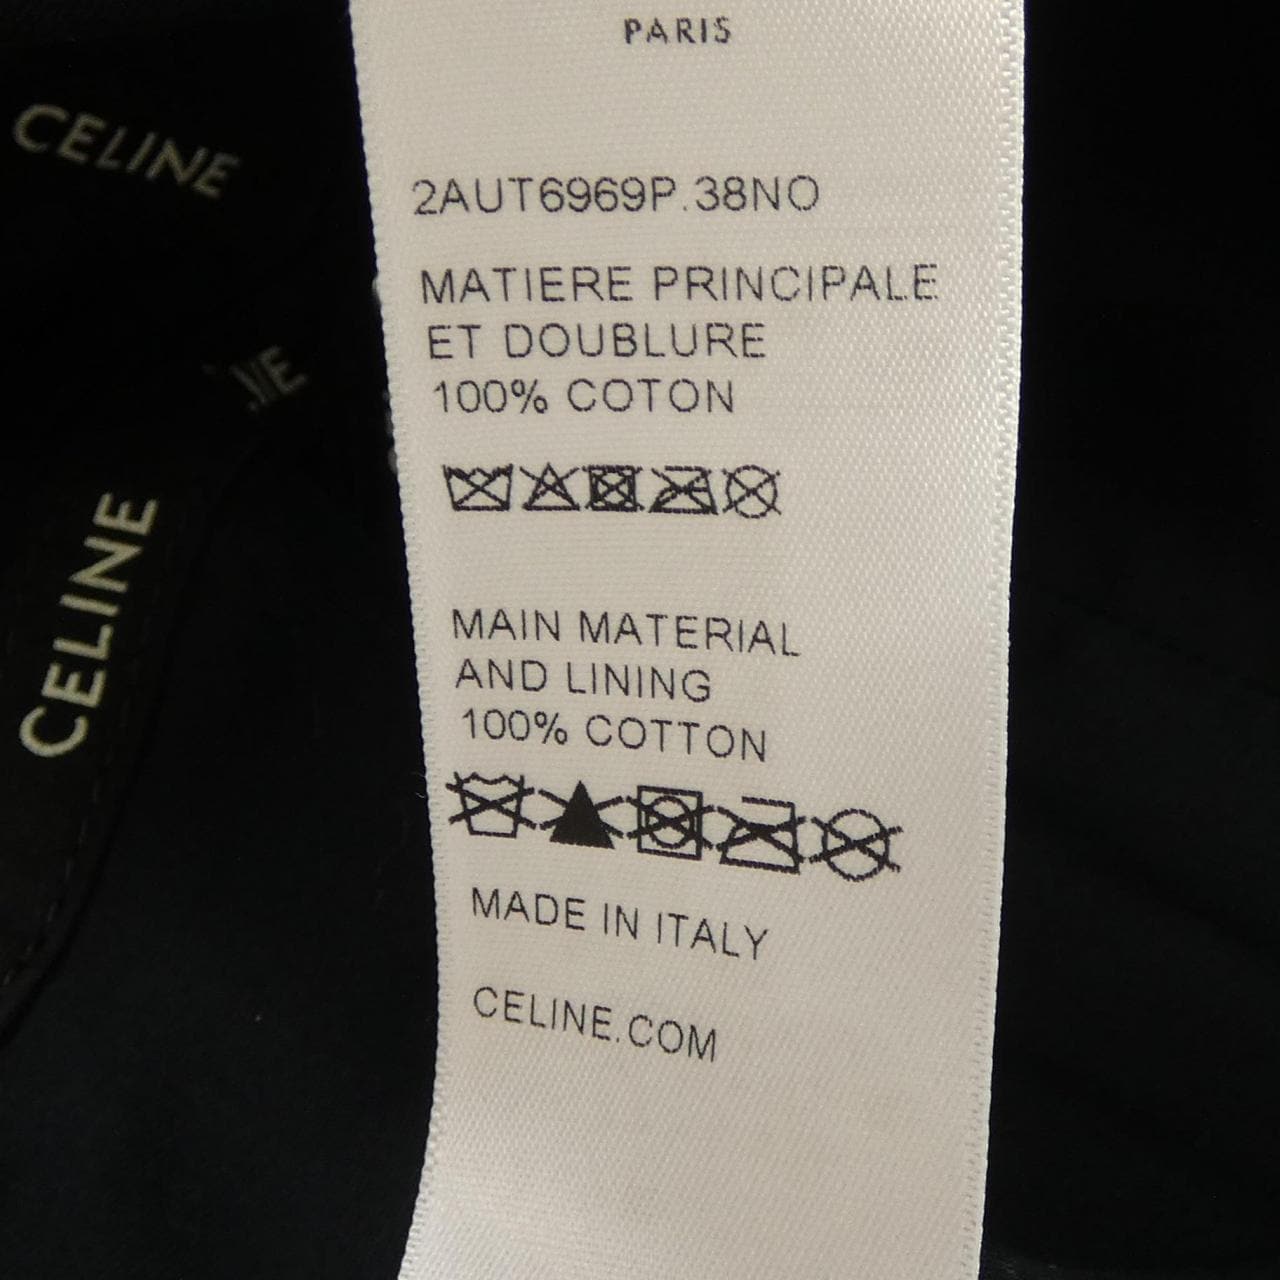 PARIS
CELINE
2AUT6969P.38NO
MATIERE PRINCIPALE
ET DOUBLURE
100% COTON
CELINE
MAIN MATERIAL
AND LINING
100% COTTON
MADE IN ITALY
CELINE.COM